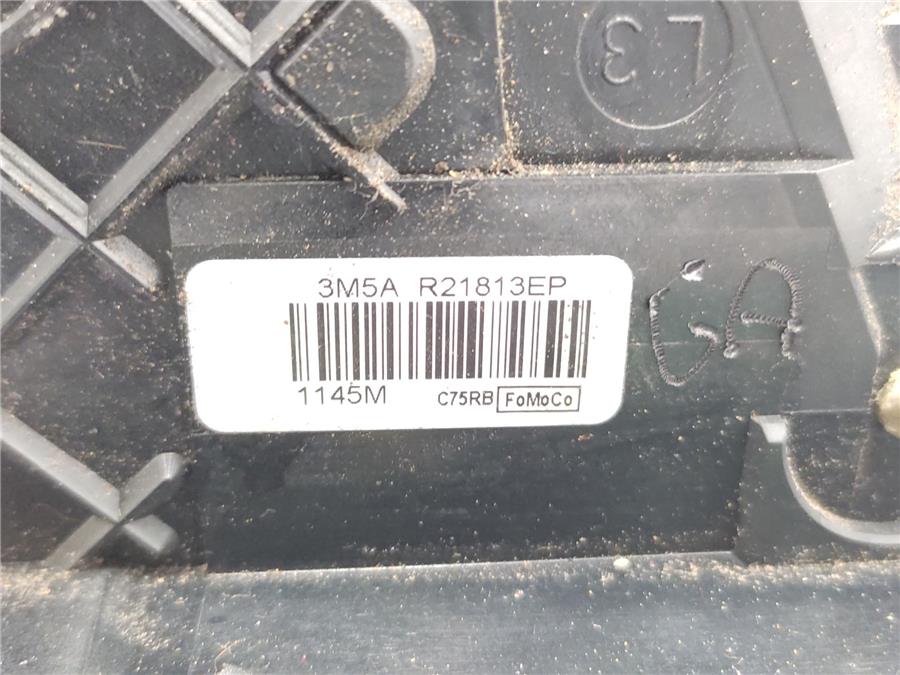 L3
3M5A R21813EP
1145M C75RB FoMoCo
GA